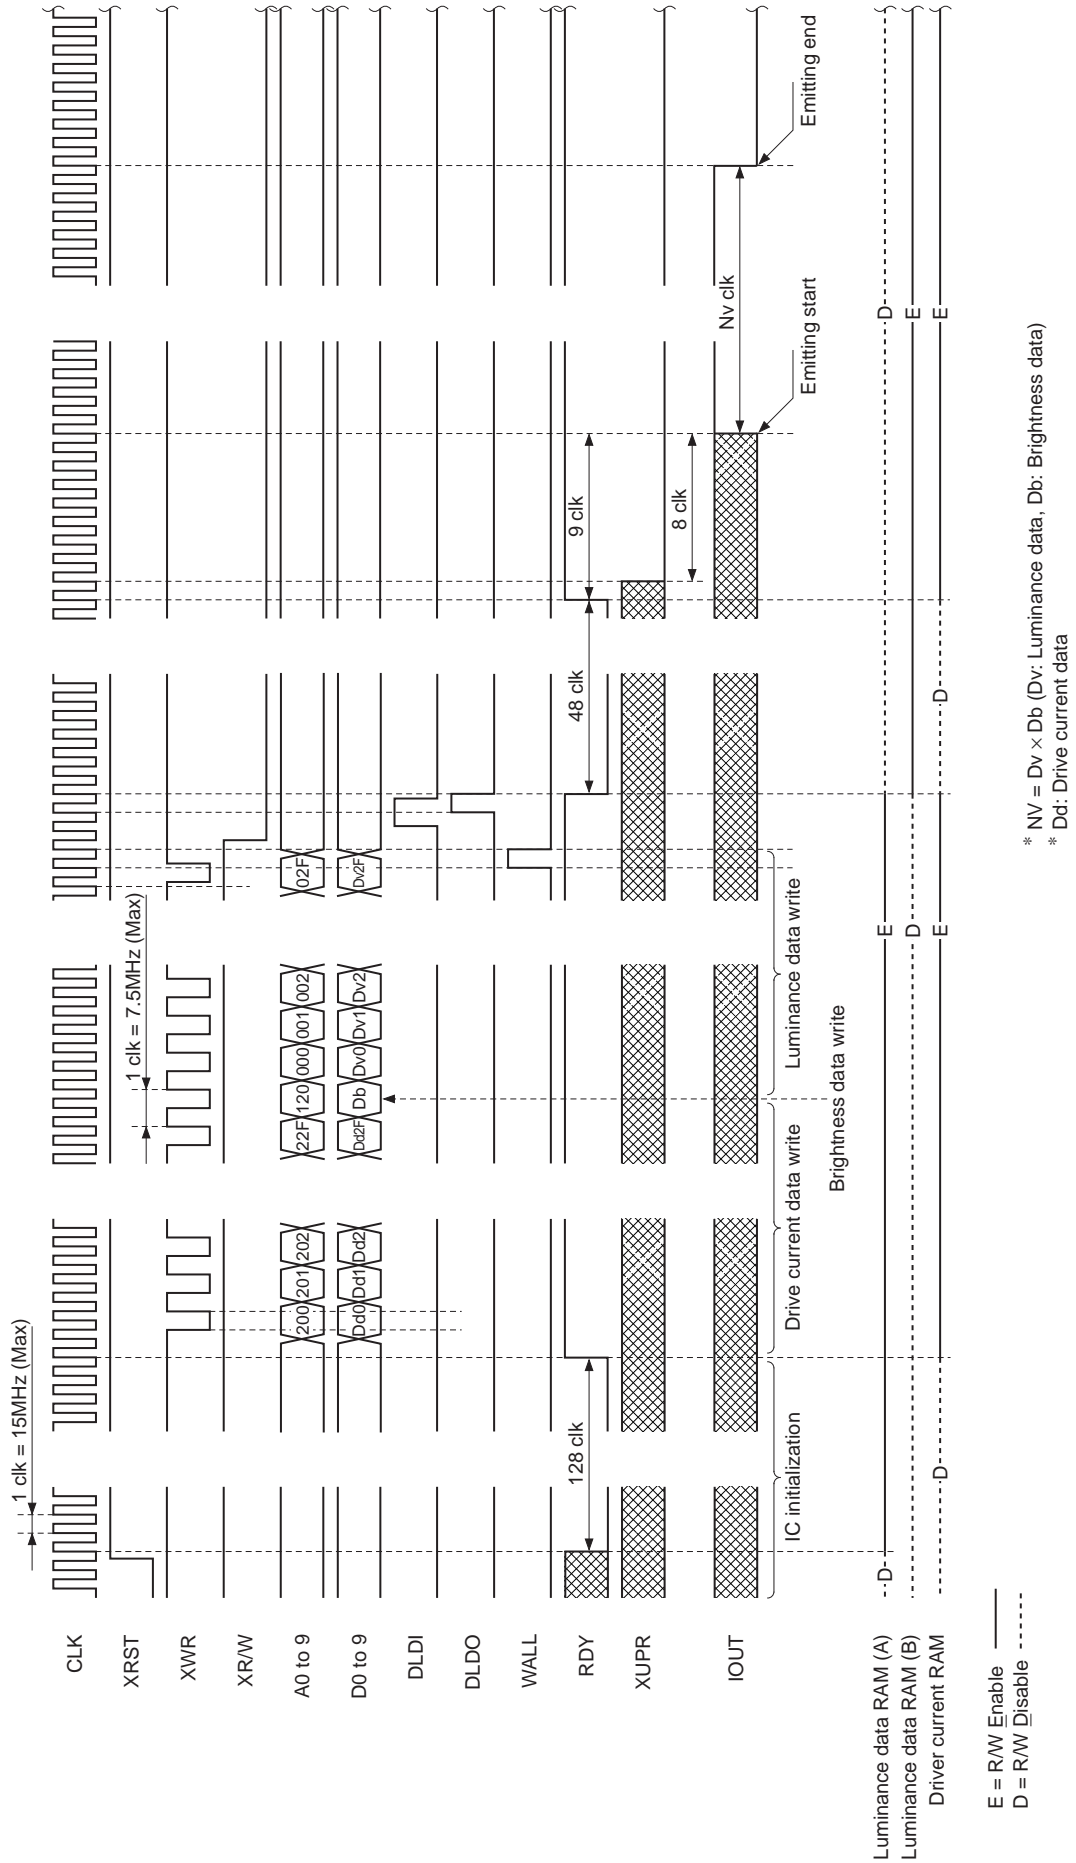 1 clk = 15MHz (Max)
1 clk = 7.5MHz (Max)
CLK
XRST
XWR
XR/W
A0 to 9
200
201
202
22F
120
000
001
002
02F
D0 to 9
Dd0
Dd1
Dd2
Dd2F
Db
Dv0
Dv1
Dv2
Dv2F
DLDI
DLDO
WALL
RDY
128 clk
48 clk
9 clk
XUPR
8 clk
IOUT
Nv clk
IC initialization
Drive current data write
Luminance data write
Emitting start
Emitting end
Brightness data write
Luminance data RAM (A)
D
E
D
Luminance data RAM (B)
D
E
Driver current RAM
D
E
D
E
E = R/W Enable
D = R/W Disable
* NV = Dv × Db (Dv: Luminance data, Db: Brightness data)
* Dd: Drive current data